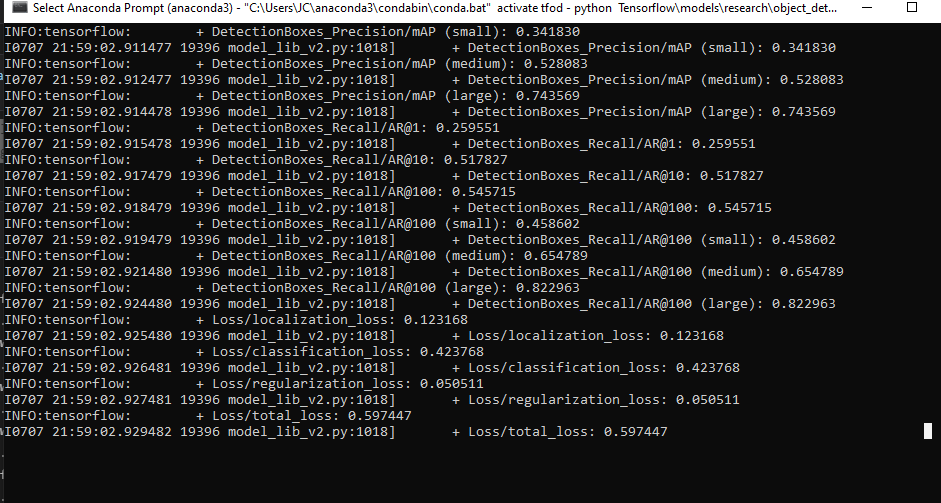 Select Anaconda Prompt (anaconda3) - "C:\Users\JC\anaconda3\condabin\conda.bat" activate tfod - python Tensorflow\models\research\object_det...
INFO:tensorflow: + DetectionBoxes_Precision/mAP (small): 0.341830
I0707 21:59:02.911477 19396 model_lib_v2.py:1018] + DetectionBoxes_Precision/mAP (small): 0.341830
INFO:tensorflow: + DetectionBoxes_Precision/mAP (medium): 0.528083
I0707 21:59:02.912477 19396 model_lib_v2.py:1018] + DetectionBoxes_Precision/mAP (medium): 0.528083
INFO:tensorflow: + DetectionBoxes_Precision/mAP (large): 0.743569
I0707 21:59:02.914478 19396 model_lib_v2.py:1018] + DetectionBoxes_Precision/mAP (large): 0.743569
INFO:tensorflow: + DetectionBoxes_Recall/AR@1: 0.259551
I0707 21:59:02.915478 19396 model_lib_v2.py:1018] + DetectionBoxes_Recall/AR@1: 0.259551
INFO:tensorflow: + DetectionBoxes_Recall/AR@10: 0.517827
I0707 21:59:02.917479 19396 model_lib_v2.py:1018] + DetectionBoxes_Recall/AR@10: 0.517827
INFO:tensorflow: + DetectionBoxes_Recall/AR@100: 0.545715
I0707 21:59:02.918479 19396 model_lib_v2.py:1018] + DetectionBoxes_Recall/AR@100: 0.545715
INFO:tensorflow: + DetectionBoxes_Recall/AR@100 (small): 0.458602
I0707 21:59:02.919479 19396 model_lib_v2.py:1018] + DetectionBoxes_Recall/AR@100 (small): 0.458602
INFO:tensorflow: + DetectionBoxes_Recall/AR@100 (medium): 0.654789
I0707 21:59:02.921480 19396 model_lib_v2.py:1018] + DetectionBoxes_Recall/AR@100 (medium): 0.654789
INFO:tensorflow: + DetectionBoxes_Recall/AR@100 (large): 0.822963
I0707 21:59:02.924480 19396 model_lib_v2.py:1018] + DetectionBoxes_Recall/AR@100 (large): 0.822963
INFO:tensorflow: + Loss/localization_loss: 0.123168
I0707 21:59:02.925480 19396 model_lib_v2.py:1018] + Loss/localization_loss: 0.123168
INFO:tensorflow: + Loss/classification_loss: 0.423768
I0707 21:59:02.926481 19396 model_lib_v2.py:1018] + Loss/classification_loss: 0.423768
INFO:tensorflow: + Loss/regularization_loss: 0.050511
I0707 21:59:02.927481 19396 model_lib_v2.py:1018] + Loss/regularization_loss: 0.050511
INFO:tensorflow: + Loss/total_loss: 0.597447
I0707 21:59:02.929482 19396 model_lib_v2.py:1018] + Loss/total_loss: 0.597447